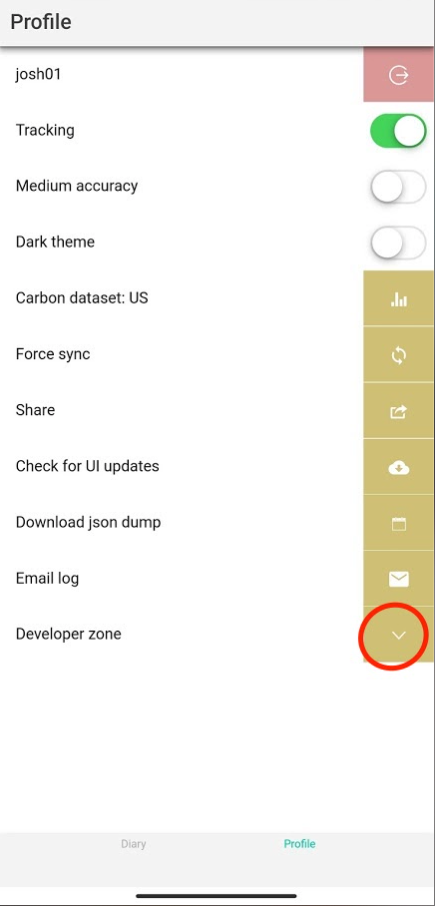 Profile
josh01
Tracking
Medium accuracy
Dark theme
Carbon dataset: US
Force sync
Share
Check for UI updates
Download json dump
Email log
Developer zone
Diary
Profile